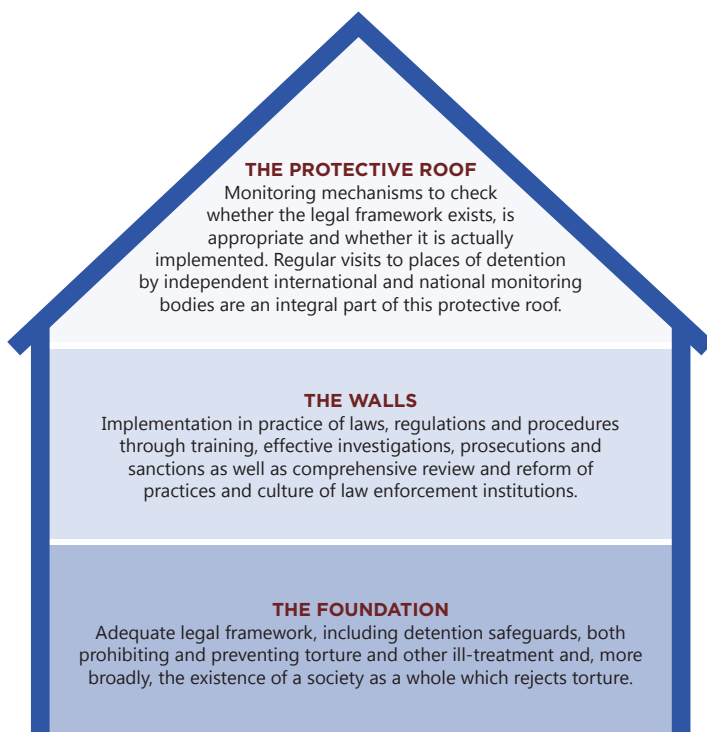 THE PROTECTIVE ROOF
Monitoring mechanisms to check
whether the legal framework exists, is
appropriate and whether it is actually
implemented. Regular visits to places of detention
by independent international and national monitoring
bodies are an integral part of this protective roof.
THE WALLS
Implementation in practice of laws, regulations and procedures
through training, effective investigations, prosecutions and
sanctions as well as comprehensive review and reform of
practices and culture of law enforcement institutions.
THE FOUNDATION
Adequate legal framework, including detention safeguards, both
prohibiting and preventing torture and other ill-treatment and, more
broadly, the existence of a society as a whole which rejects torture.